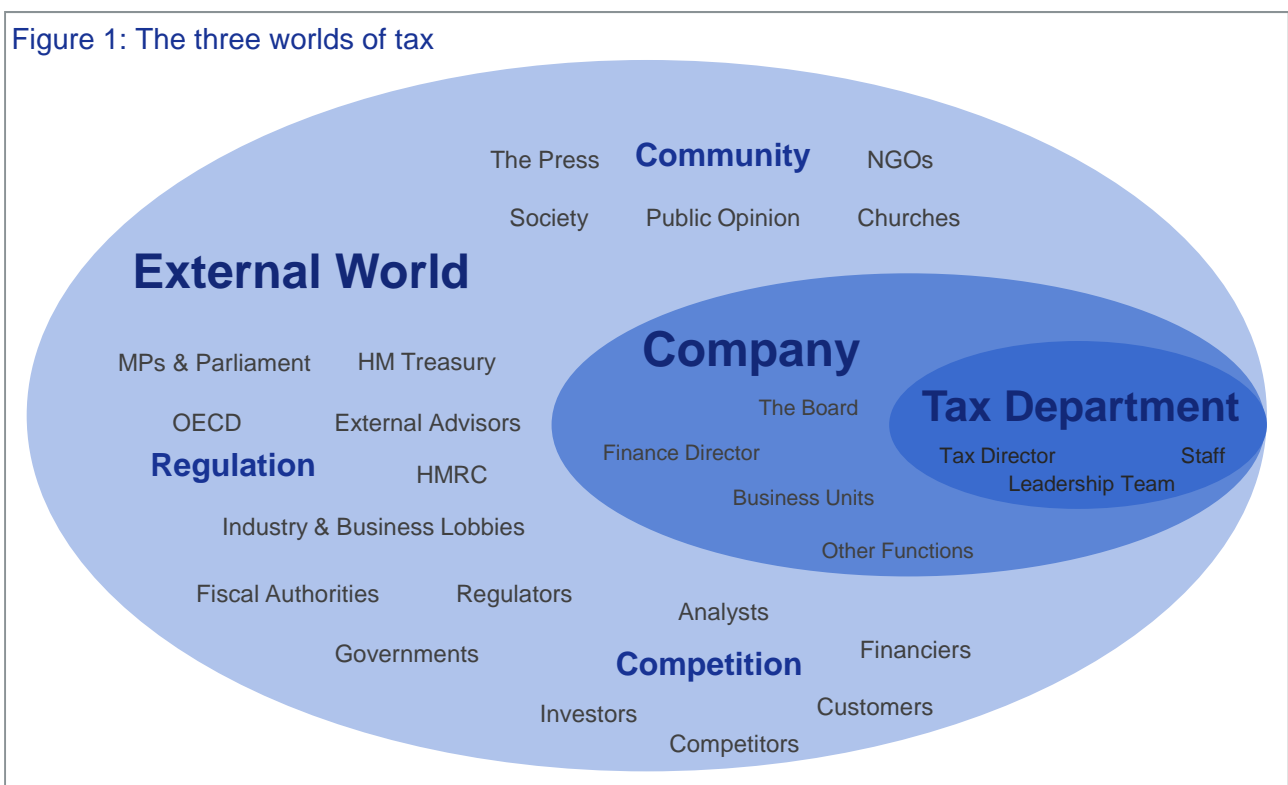 Figure 1: The three worlds of tax
The Press Community NGOs
Society Public Opinion Churches
External World
Company
MPs & Parliament HM Treasury
The Board
Tax Department
OECD External Advisors
Finance Director
Tax Director Staff
Regulation
HMRC
Leadership Team
Business Units
Industry & Business Lobbies
Other Functions
Fiscal Authorities Regulators
Analysts
Governments
Competition
Financiers
Investors
Customers
Competitors